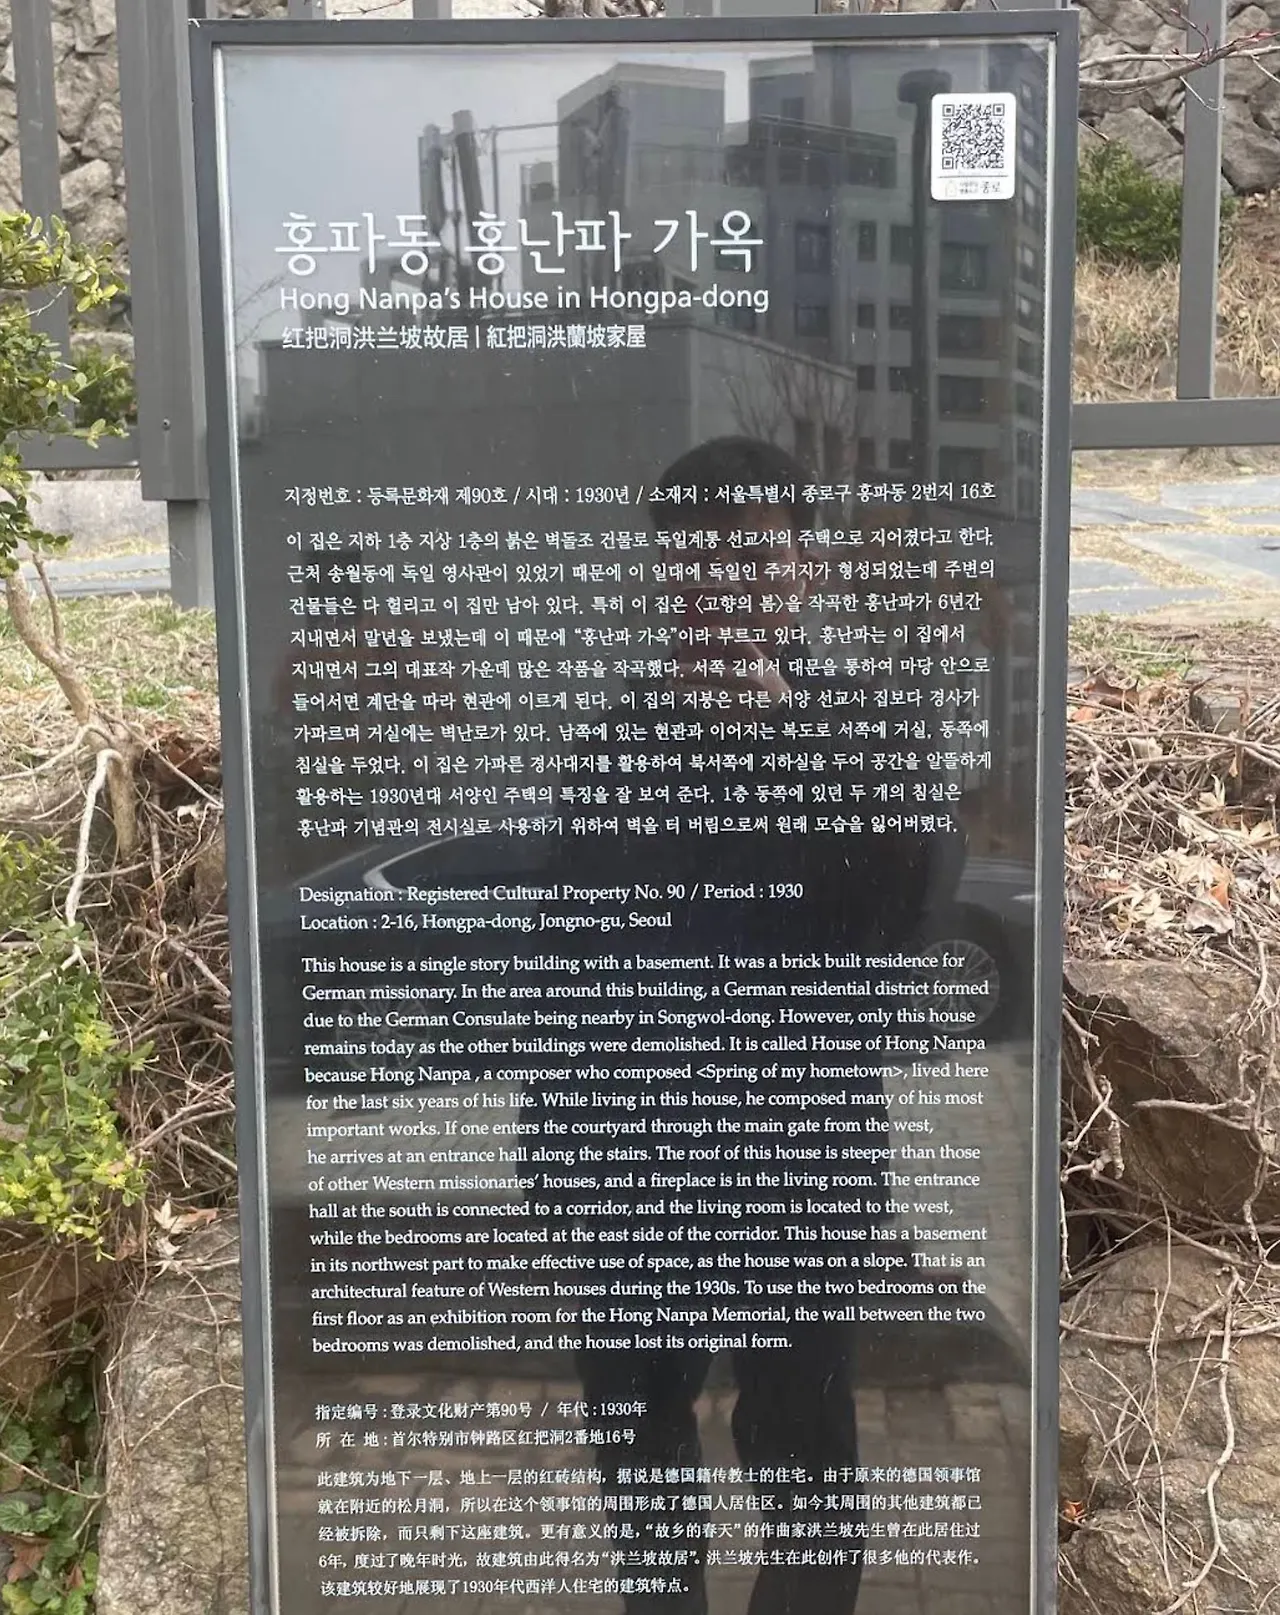 종로
홍파동 홍난파 가옥
Hong Nanpa's House in Hongpa-dong
红把洞洪兰坡故居 | 紅把洞洪蘭坡家屋
지정번호 : 등록문화재 제90호 / 시대 : 1930년 / 소재지 : 서울특별시 종로구 홍파동 2번지 16호
이 집은 지하 1층 지상 1층의 붉은 벽돌조 건물로 독일계통 선교사의 주택으로 지어졌다고 한다.
근처 송월동에 독일 영사관이 있었기 때문에 이 일대에 독일인 주거지가 형성되었는데 주변의
건물들은 다 헐리고 이 집만 남아 있다. 특히 이 집은 〈고향의 봄〉을 작곡한 홍난파가 6년간
지내면서 말년을 보냈는데 이 때문에 “홍난파 가옥”이라 부르고 있다. 홍난파는 이 집에서
지내면서 그의 대표작 가운데 많은 작품을 작곡했다. 서쪽 길에서 대문을 통하여 마당 안으로
들어서면 계단을 따라 현관에 이르게 된다. 이 집의 지붕은 다른 서양 선교사 집보다 경사가
가파르며 거실에는 벽난로가 있다. 남쪽에 있는 현관과 이어지는 복도로 서쪽에 거실, 동쪽에
침실을 두었다. 이 집은 가파른 경사대지를 활용하여 북서쪽에 지하실을 두어 공간을 알뜰하게
활용하는 1930년대 서양인 주택의 특징을 잘 보여 준다. 1층 동쪽에 있던 두 개의 침실은
홍난파 기념관의 전시실로 사용하기 위하여 벽을 터 버림으로써 원래 모습을 잃어버렸다.
Designation : Registered Cultural Property No. 90 / Period : 1930
Location : 2-16, Hongpa-dong, Jongno-gu, Seoul
This house is a single story building with a basement. It was a brick built residence for
German missionary. In the area around this building, a German residential district formed
due to the German Consulate being nearby in Songwol-dong. However, only this house
remains today as the other buildings were demolished. It is called House of Hong Nanpa
because Hong Nanpa , a composer who composed <Spring of my hometown>, lived here
for the last six years of his life. While living in this house, he composed many of his most
important works. If one enters the courtyard through the main gate from the west,
he arrives at an entrance hall along the stairs. The roof of this house is steeper than those
of other Western missionaries' houses, and a fireplace is in the living room. The entrance
hall at the south is connected to a corridor, and the living room is located to the west,
while the bedrooms are located at the east side of the corridor. This house has a basement
in its northwest part to make effective use of space, as the house was on a slope. That is an
architectural feature of Western houses during the 1930s. To use the two bedrooms on the
first floor as an exhibition room for the Hong Nanpa Memorial, the wall between the two
bedrooms was demolished, and the house lost its original form.
指定编号 : 登录文化财产第90号 / 年代 : 1930年
所 在 地 : 首尔特别市钟路区红把洞2番地16号
此建筑为地下一层、地上一层的红砖结构，据说是德国籍传教士的住宅。由于原来的德国领事馆
就在附近的松月洞，所以在这个领事馆的周围形成了德国人居住区。如今其周围的其他建筑都已
经被拆除，而只剩下这座建筑。更有意义的是，“故乡的春天”的作曲家洪兰坡先生曾在此居住过
6年，度过了晚年时光，故建筑由此得名为“洪兰坡故居”。洪兰坡先生在此创作了很多他的代表作。
该建筑较好地展现了1930年代西洋人住宅的建筑特点。